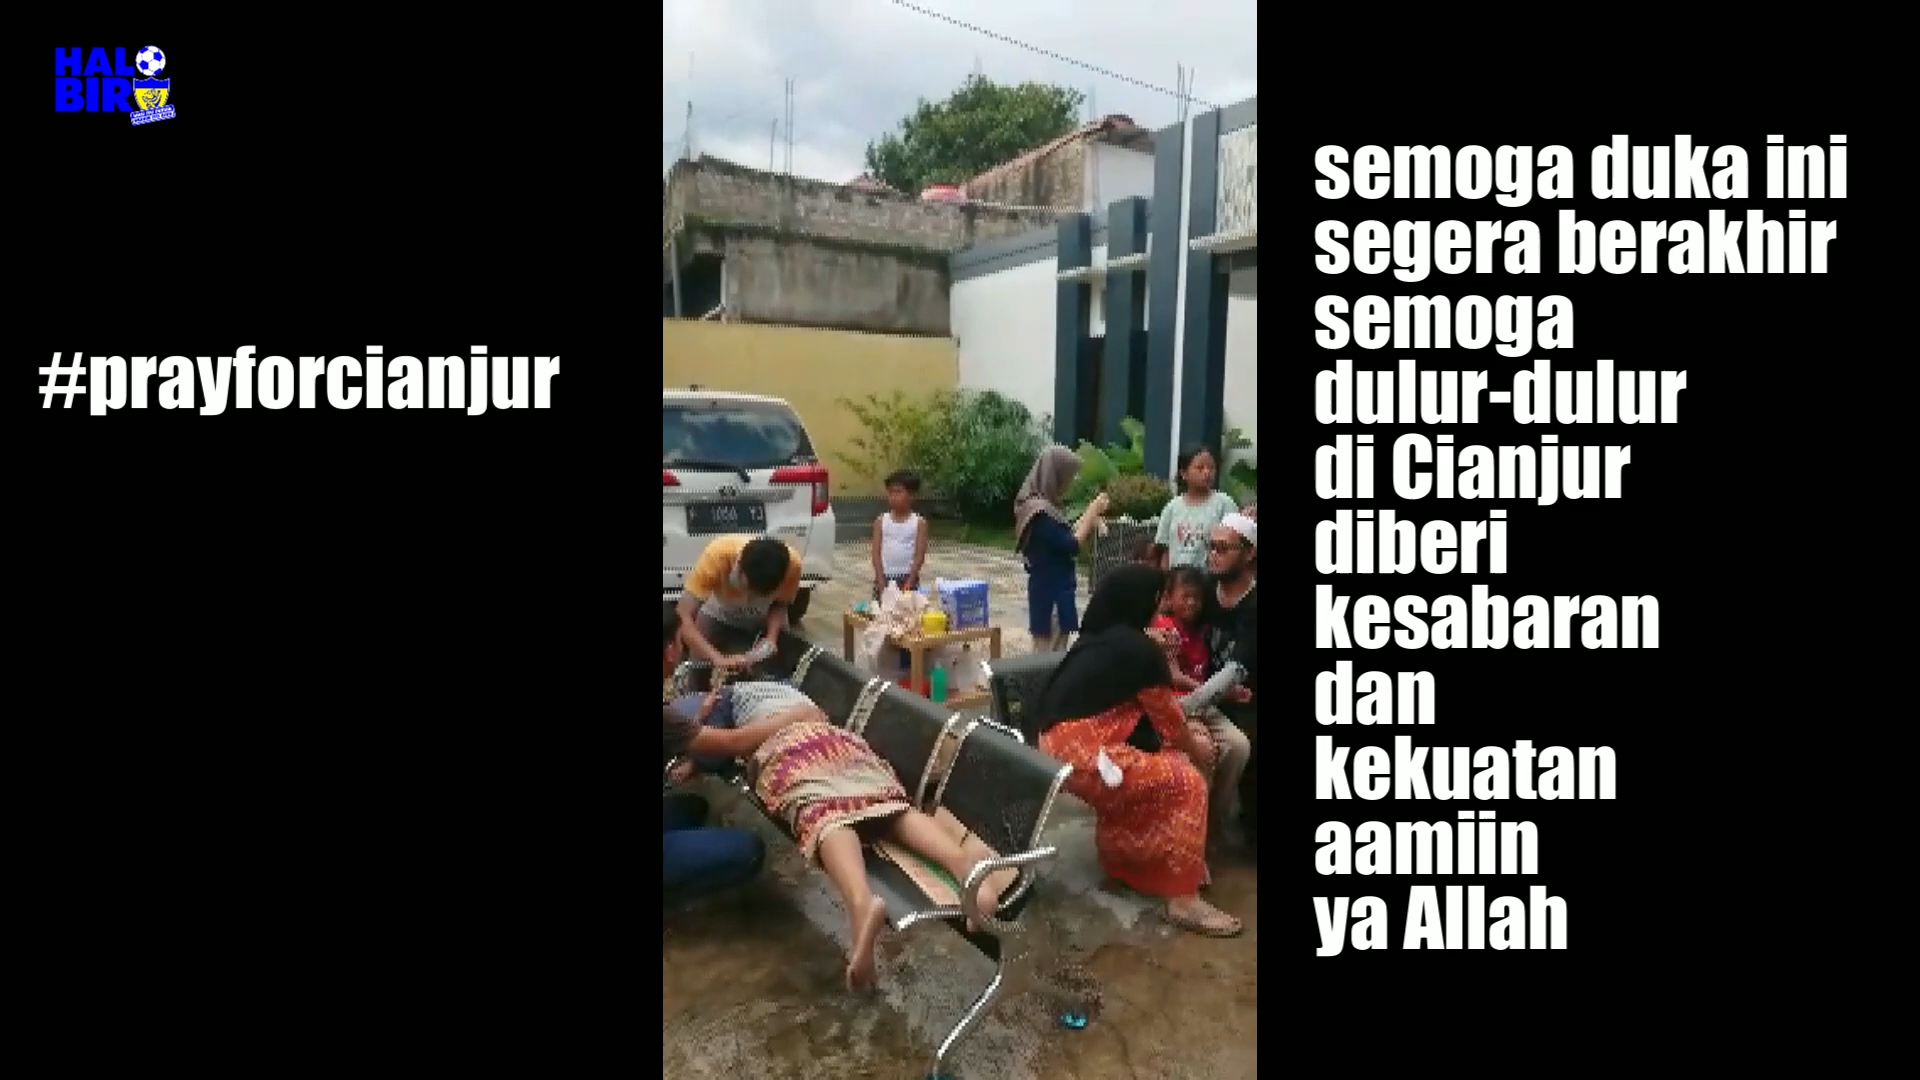 HALO
BIRU
#prayforcianjur
semoga duka ini
segera berakhir
semoga
dulur-dulur
di Cianjur
diberi
kesabaran
dan
kekuatan
aamiin
ya Allah